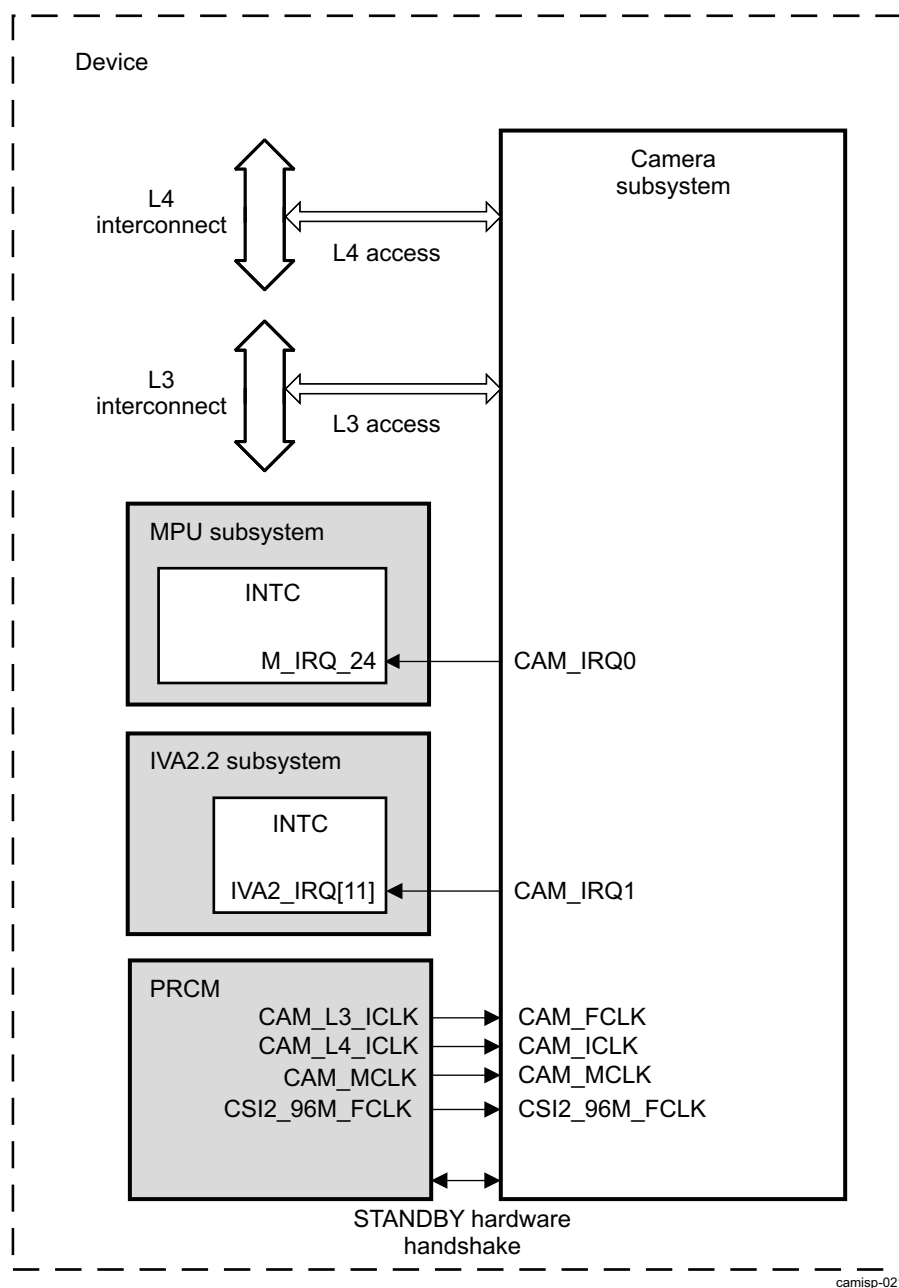 Device
Camera
subsystem
L4
interconnect
L4 access
L3
interconnect
L3 access
MPU subsystem
INTC
M_IRQ_24
CAM_IRQ0
IVA2.2 subsystem
INTC
IVA2_IRQ[11]
CAM_IRQ1
PRCM
CAM_L3_ICLK CAM_FCLK
CAM_L4_ICLK CAM_ICLK
CAM_MCLK CAM_MCLK
CSI2_96M_FCLK CSI2_96M_FCLK
STANDBY hardware
handshake
camisp-02